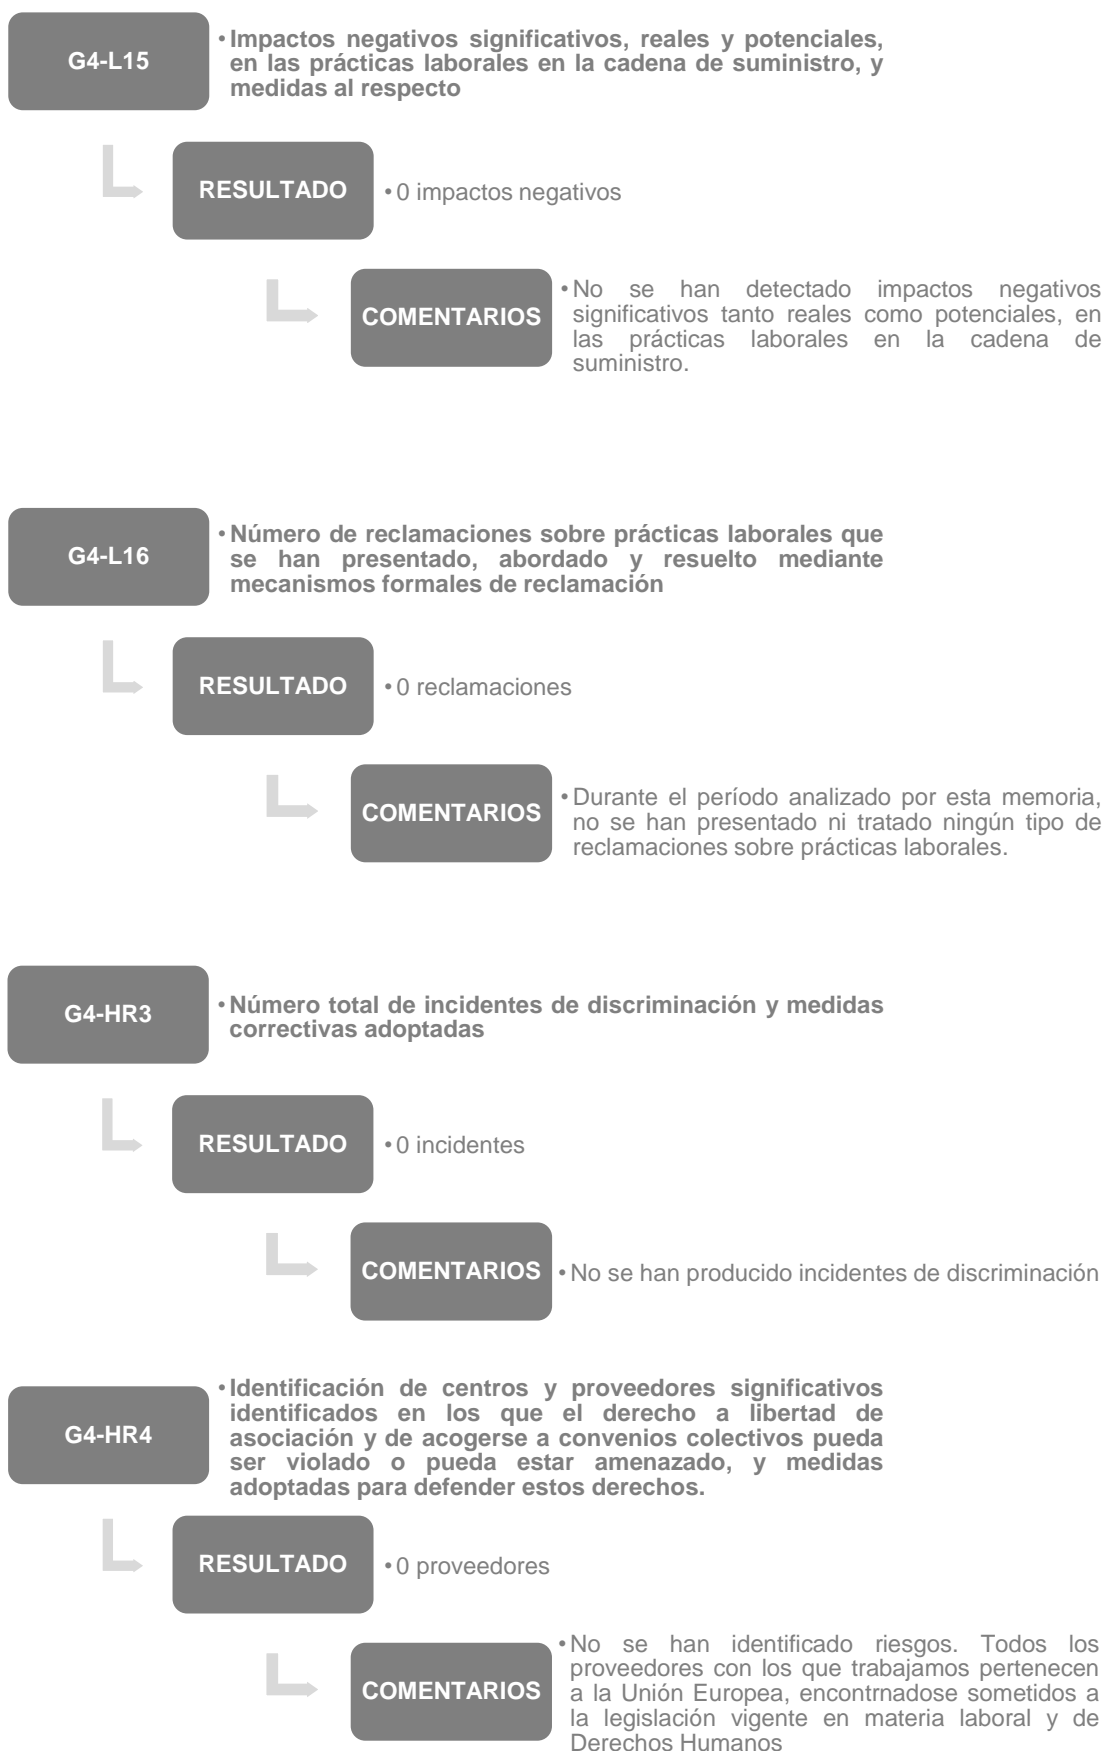 G4-L15
• Impactos negativos significativos, reales y potenciales,
en las prácticas laborales en la cadena de suministro, y
medidas al respecto
RESULTADO
• 0 impactos negativos
COMENTARIOS
• No se han detectado impactos negativos
significativos tanto reales como potenciales, en
las prácticas laborales en la cadena de
suministro.
G4-L16
• Número de reclamaciones sobre prácticas laborales que
se han presentado, abordado y resuelto mediante
mecanismos formales de reclamación
RESULTADO
• 0 reclamaciones
COMENTARIOS
• Durante el período analizado por esta memoria,
no se han presentado ni tratado ningún tipo de
reclamaciones sobre prácticas laborales.
G4-HR3
• Número total de incidentes de discriminación y medidas
correctivas adoptadas
RESULTADO
• 0 incidentes
COMENTARIOS
• No se han producido incidentes de discriminación
G4-HR4
• Identificación de centros y proveedores significativos
identificados en los que el derecho a libertad de
asociación y de acogerse a convenios colectivos pueda
ser violado o pueda estar amenazado, y medidas
adoptadas para defender estos derechos.
RESULTADO
• 0 proveedores
COMENTARIOS
• No se han identificado riesgos. Todos los
proveedores con los que trabajamos pertenecen
a la Unión Europea, encontrnadose sometidos a
la legislación vigente en materia laboral y de
Derechos Humanos